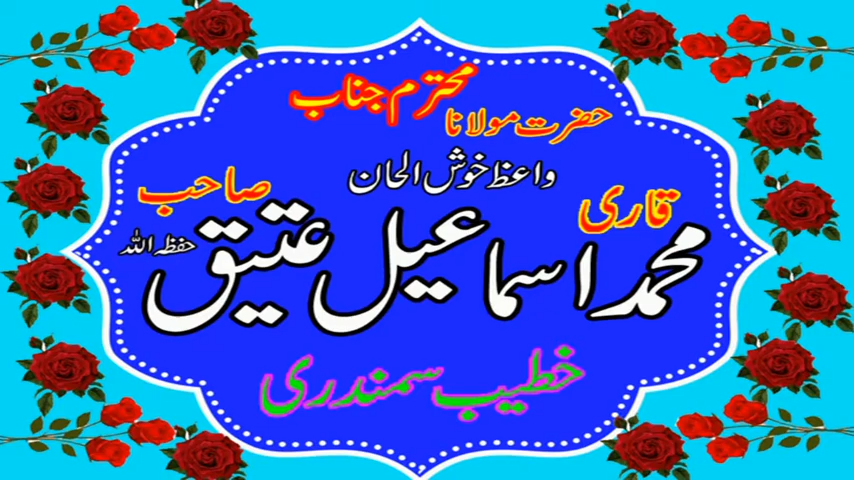 محترم جناب
حضرت مولانا
واعظ خوش الحان
قاری
محمد اسماعیل عتیق
صاحب
حفظہ اللہ
خطیب سمندری